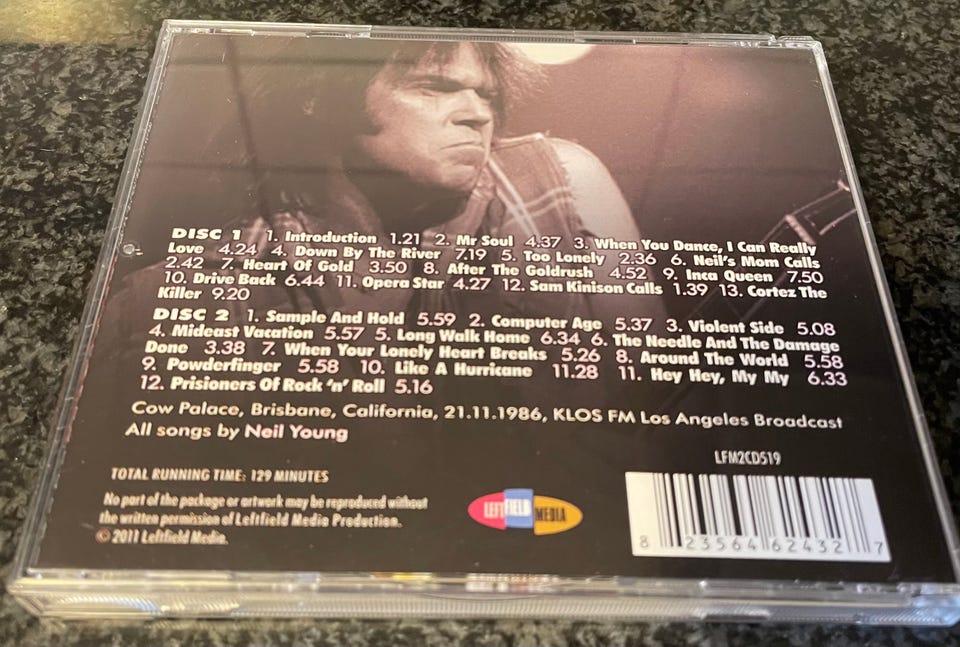 DISC 1 1. Introduction 1.21 2. Mr Soul 4.37 3. When You Dance, I Can Really
Love 4.24 4. Down By The River 7.19 5. Too Lonely 2.36 6. Neil's Mom Calls
2.42 7. Heart Of Gold 3.50 8. After The Goldrush 4.52 9. Inca Queen 7.50
10. Drive Back 6.44 11. Opera Star 4.27 12. Sam Kinison Calls 1.39 13. Cortez The
Killer 9.20
DISC 2 1. Sample And Hold 5.59 2. Computer Age 5.37 3. Violent Side 5.08
4. Mideast Vacation 5.57 5. Long Walk Home 6.34 6. The Needle And The Damage
Done 3.38 7. When Your Lonely Heart Breaks 5.26 8. Around The World 5.58
9. Powderfinger 5.58 10. Like A Hurricane 11.28 11. Hey Hey, My My 6.33
12. Prisioners Of Rock 'n' Roll 5.16
Cow Palace, Brisbane, California, 21.11.1986, KLOS FM Los Angeles Broadcast
All songs by Neil Young
LFM2CD519
TOTAL RUNNING TIME: 129 MINUTES
No part of the package or artwork may be reproduced without
the written permission of Leftfield Media Production.
© 2011 Leftfield Media.
LEFTFIELD MEDIA
8 23564 62432 7